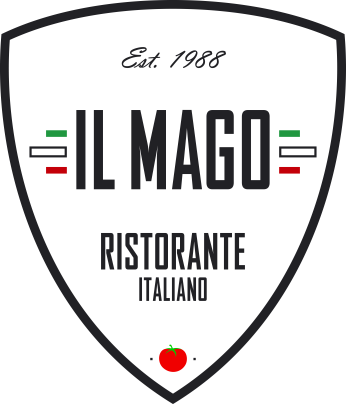 Est. 1988
IL MAGO
RISTORANTE
ITALIANO